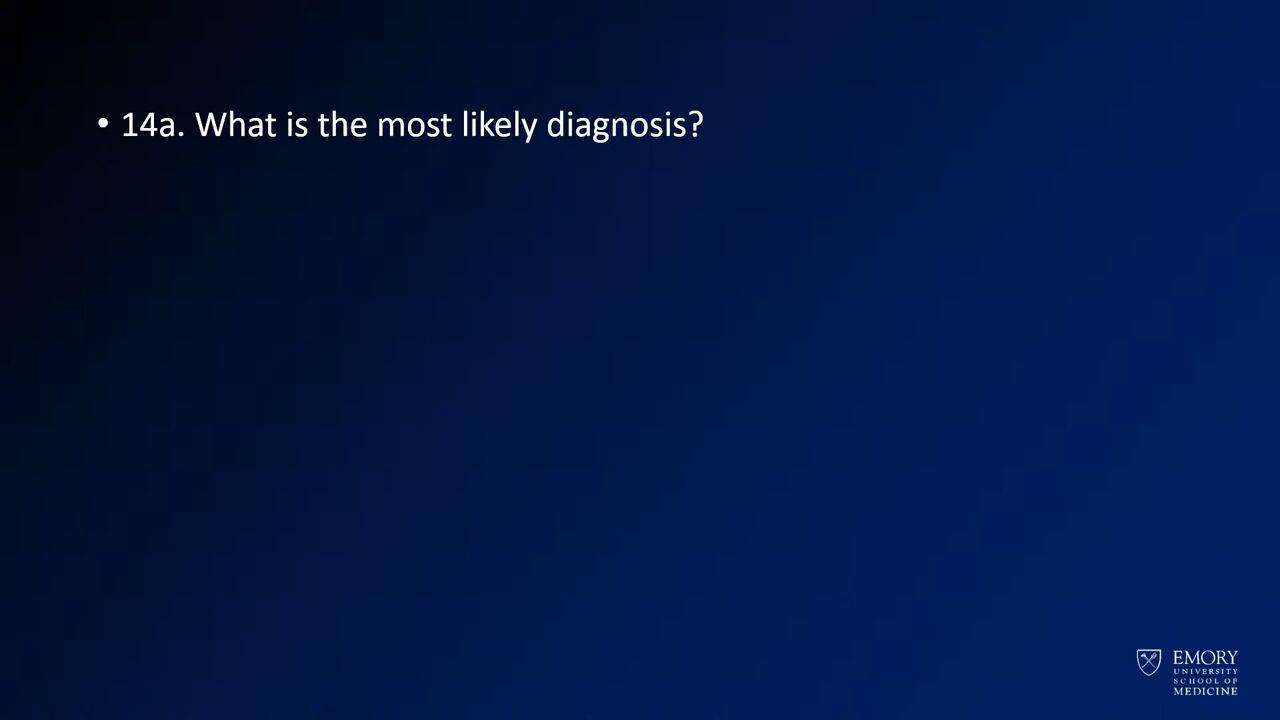 • 14a. What is the most likely diagnosis?
EMORY
UNIVERSITY
SCHOOL OF
MEDICINE